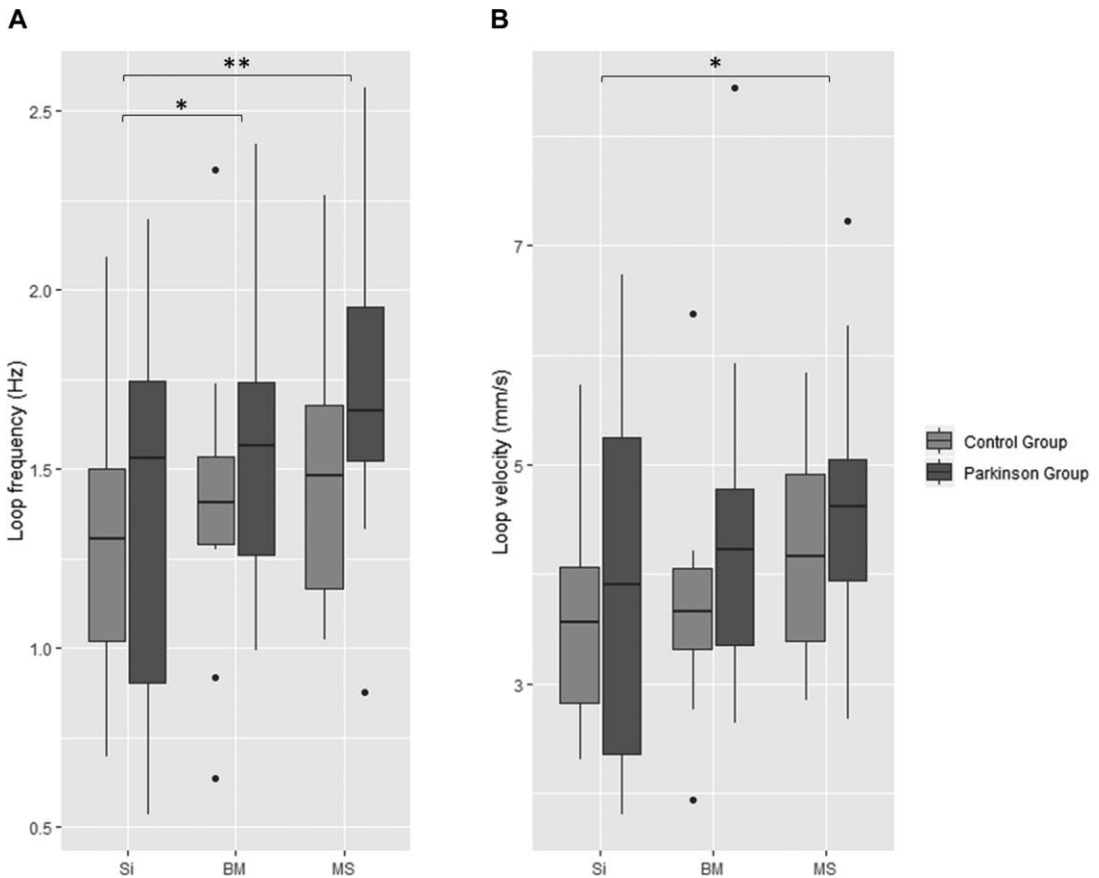 A
B
**
*
*
2.5
2.0
1.5
1.0
0.5
7
5
3
Loop frequency (Hz)
Loop velocity (mm/s)
Control Group
Parkinson Group
Si BM MS
Si BM MS